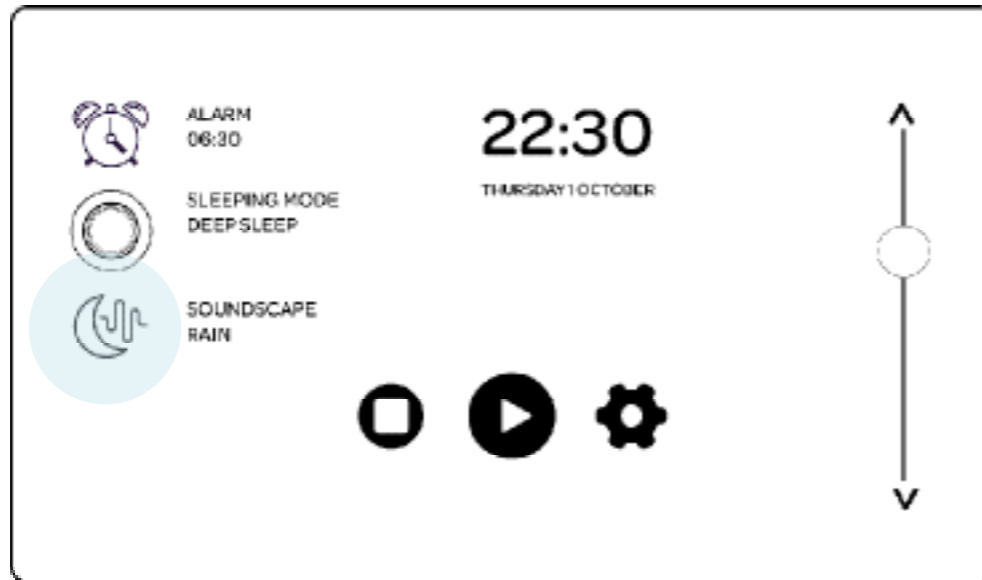 ALARM
06:30
SLEEPING MODE
DEEP SLEEP
SOUNDSCAPE
RAIN
22:30
THURSDAY 1 OCTOBER